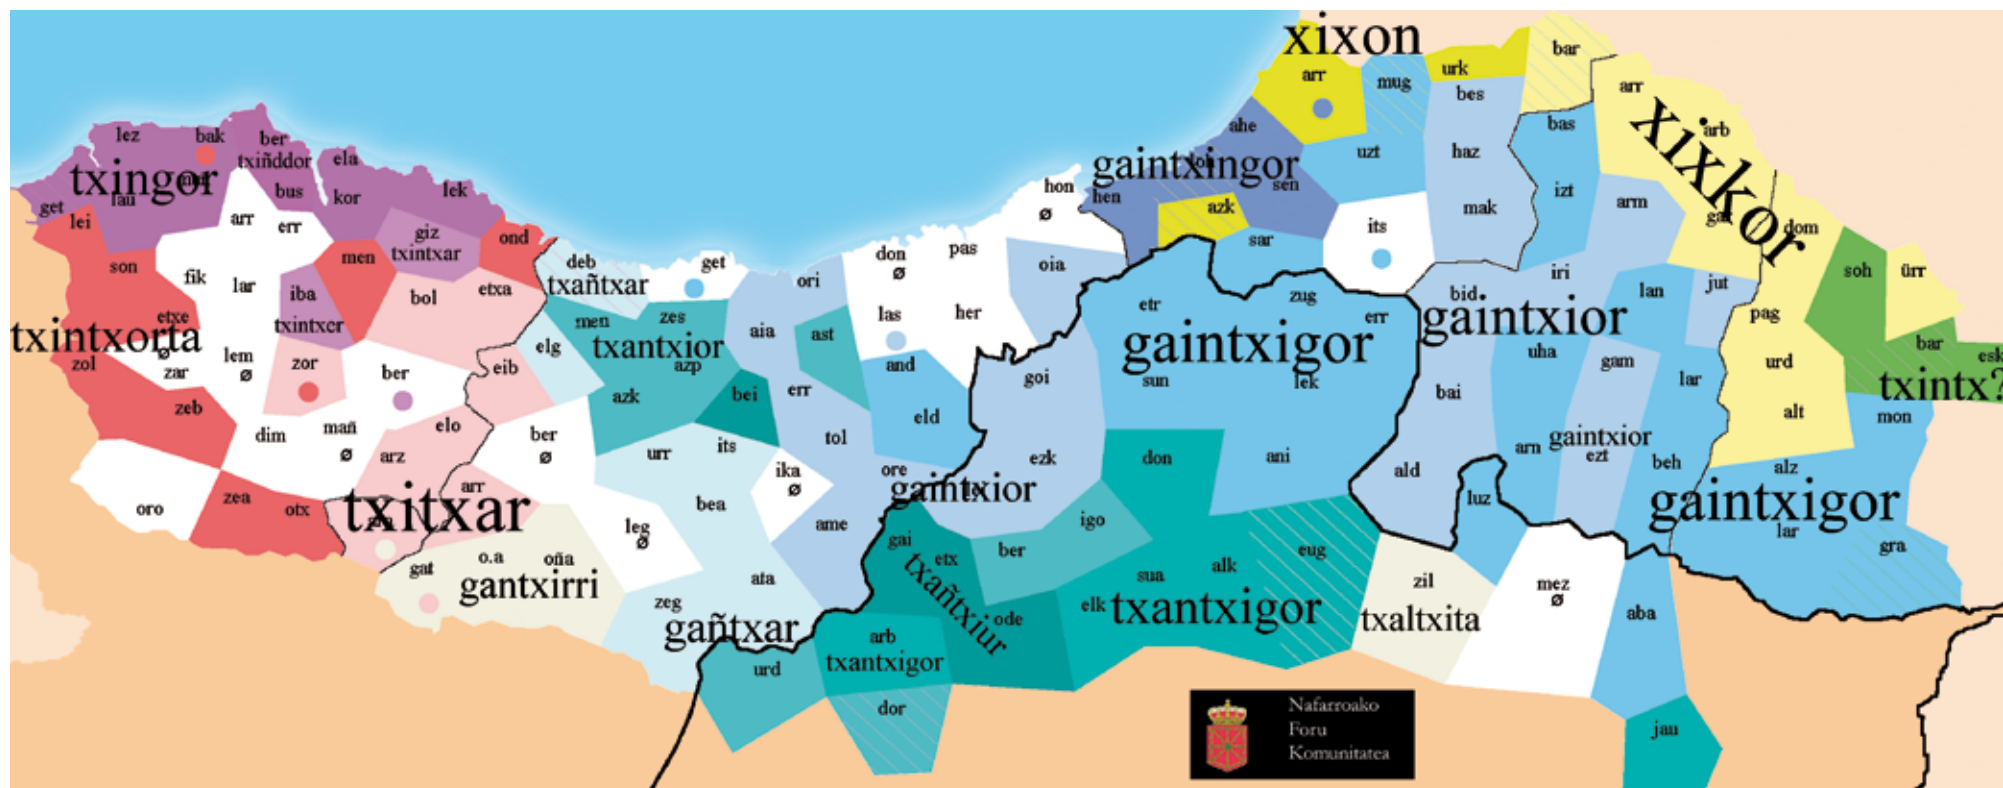 xixon
bar
arr
mug
urk
bes
arr
lez
bak
ber
txiñddor
ela
ahe
bas
arb
xixkor
haz
uzt
txingor
lau
bus
kor
lek
gaintxingor
sen
izt
get
lei
arr
err
giz
txintxar
ond
hon
ø
hen
azk
its
mak
arm
dom
son
fik
lar
men
etxa
deb
txañtxar
get
ori
don
ø
pas
oia
sar
iri
soh
ürr
iba
txintxer
bol
etxe
txintxorta
ø
zar
zol
lem
ø
zor
ber
elg
eib
men
zes
txantxior
azp
aia
ast
las
her
etr
zug
err
bid
gaintxior
lan
jut
pag
bar
esk
txintx?
gaintxigor
sun
lek
uha
gam
lar
urd
and
goi
bai
zeb
dim
mañ
ø
elo
arz
azk
bei
err
eld
alt
mon
ber
ø
urr
its
tol
ika
ø
ore
gaintxior
ezk
don
ani
ald
arn
gaintxior
ezt
beh
alz
gaintxigor
lar
gra
oro
zea
otx
txitxar
arr
leg
ø
bea
ame
luz
gai
etx
ber
igo
gat
o.a
oña
gantxirri
zeg
ata
gañtxar
txañtxiur
ode
elk
sua
alk
eug
txantxigor
zil
txaltxita
mez
ø
aba
urd
arb
txantxigor
dor
jau
Nafarroako
Foru
Komunitatea